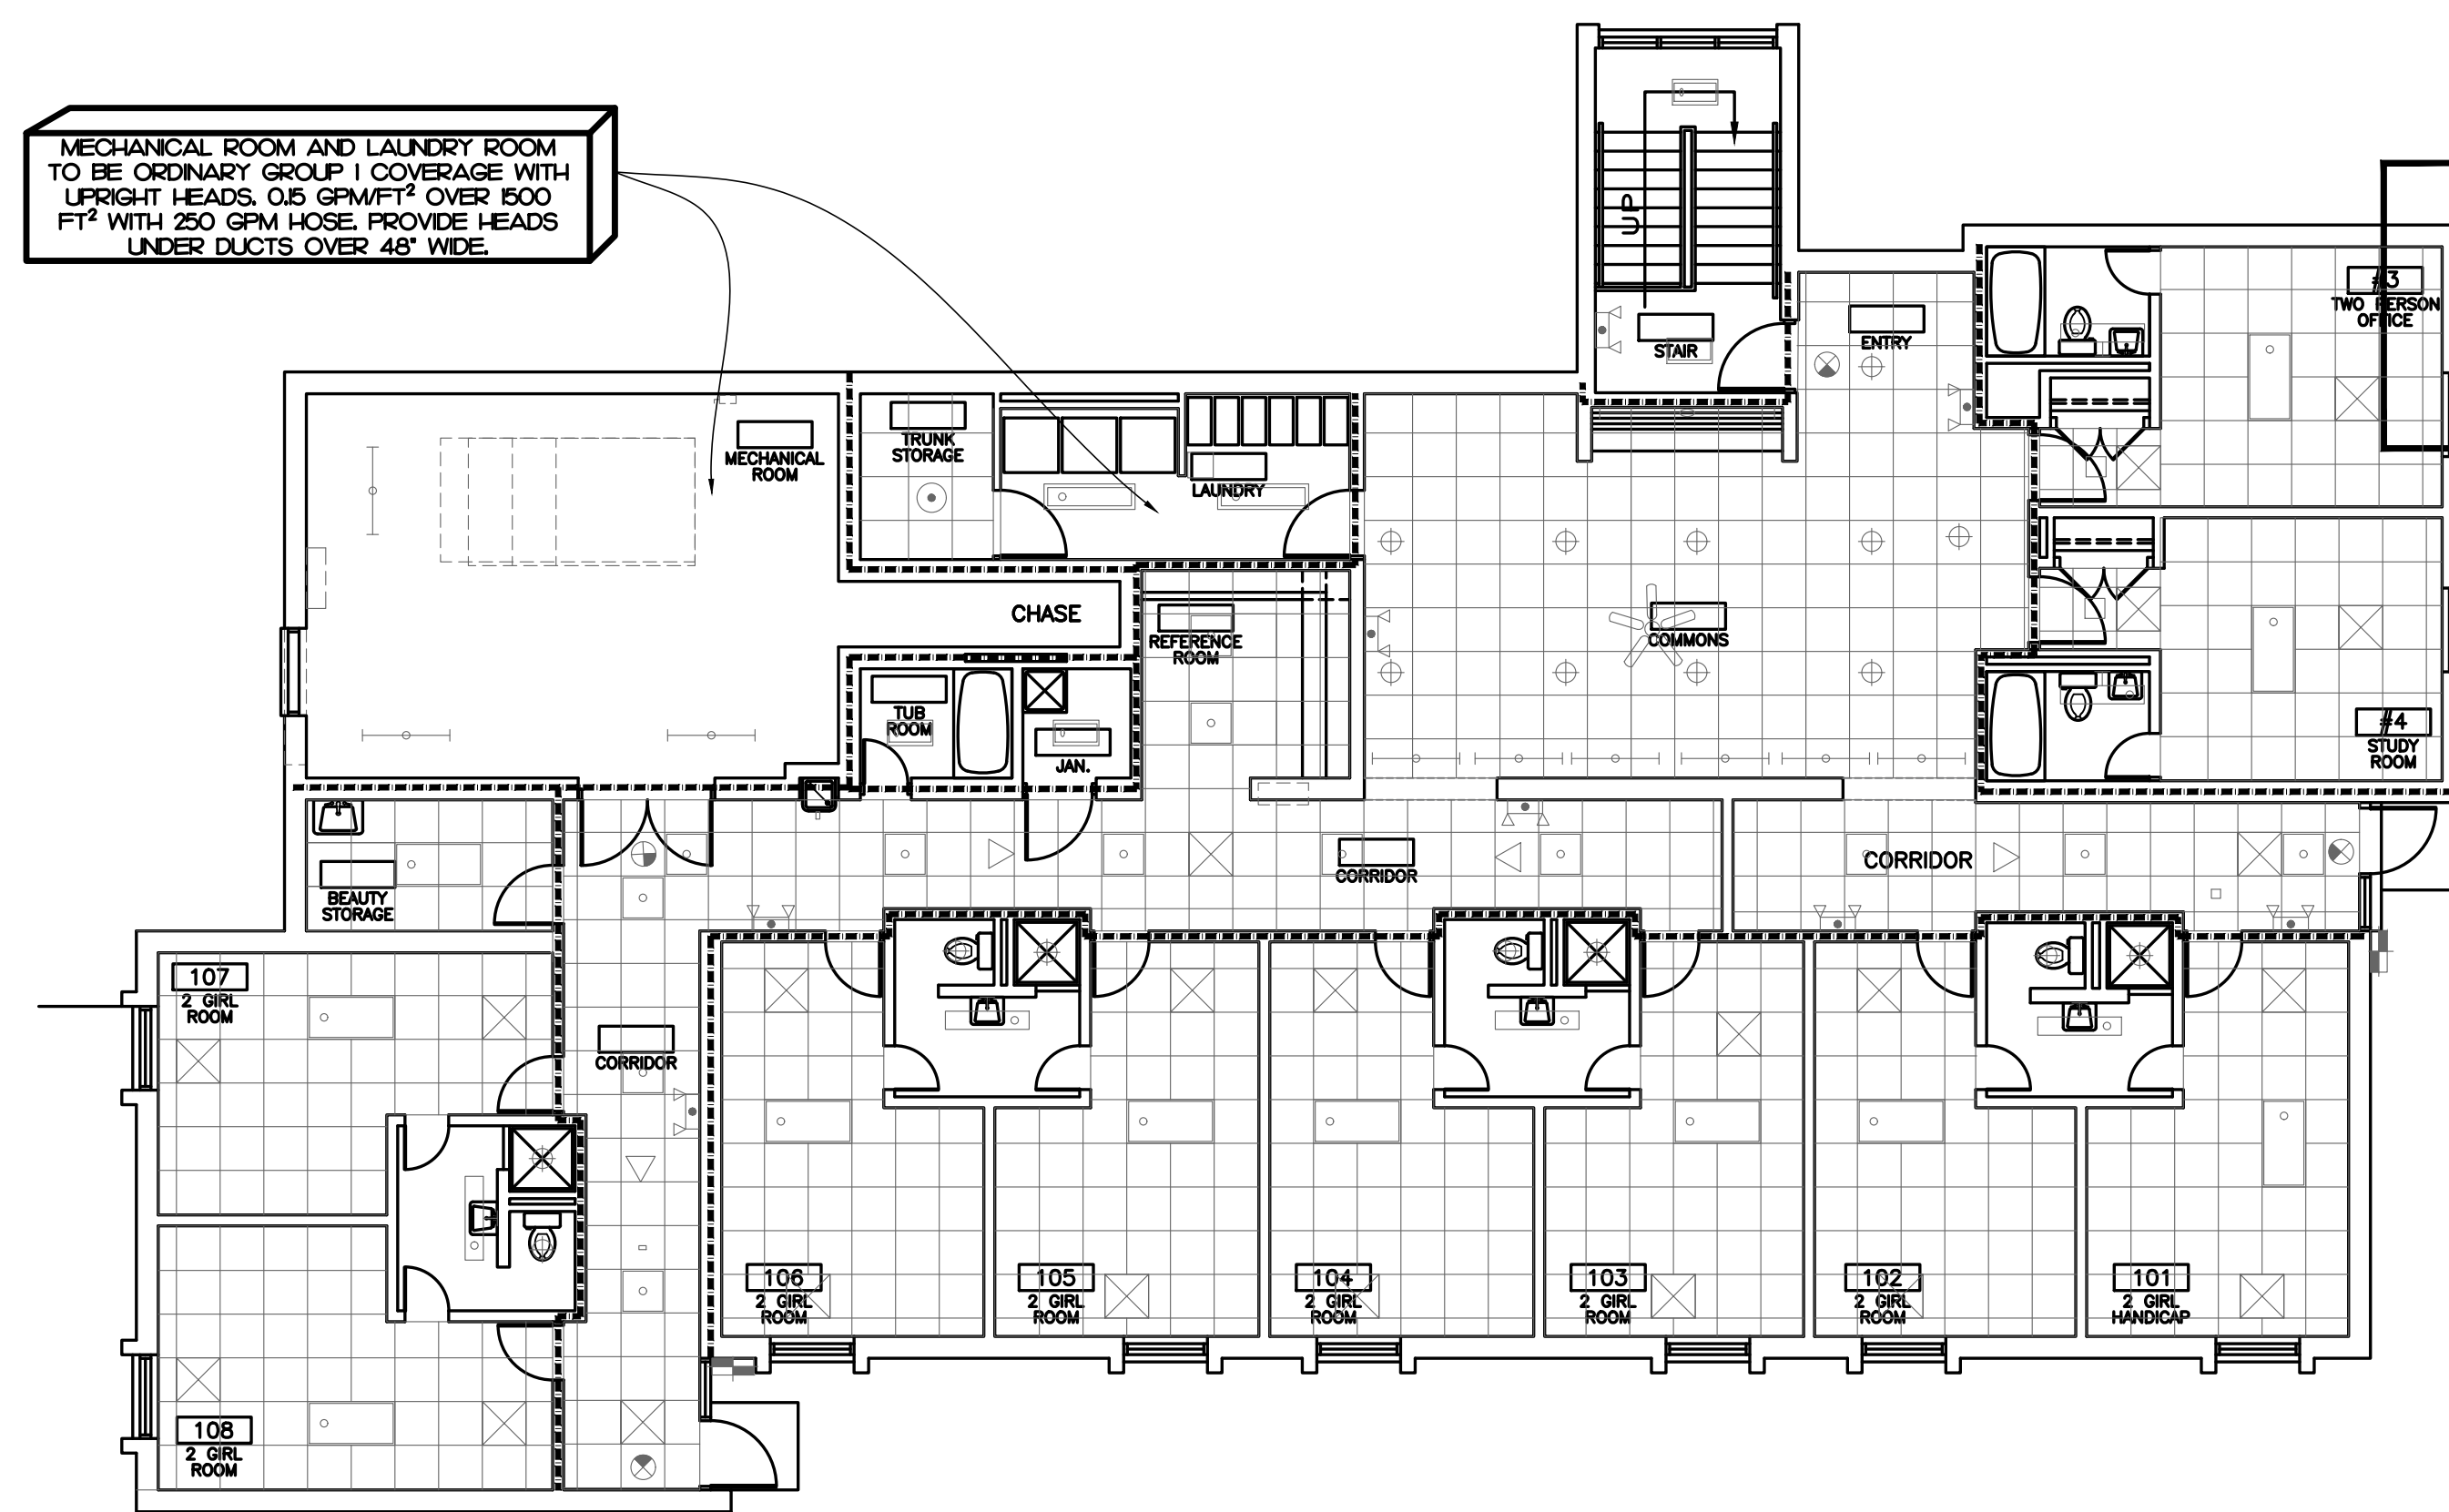 MECHANICAL ROOM AND LAUNDRY ROOM
TO BE ORDINARY GROUP 1 COVERAGE WITH
UPRIGHT HEADS. 0.15 GPM/FT² OVER 1500
FT² WITH 250 GPM HOSE. PROVIDE HEADS
UNDER DUCTS OVER 48" WIDE.
UP
STAIR
ENTRY
#3
TWO PERSON
OFFICE
MECHANICAL
ROOM
TRUNK
STORAGE
LAUNDRY
CHASE
REFERENCE
ROOM
COMMONS
TUB
ROOM
JAN.
#4
STUDY
ROOM
BEAUTY
STORAGE
CORRIDOR
CORRIDOR
107
2 GIRL
ROOM
CORRIDOR
106
2 GIRL
ROOM
105
2 GIRL
ROOM
104
2 GIRL
ROOM
103
2 GIRL
ROOM
102
2 GIRL
ROOM
101
2 GIRL
HANDICAP
108
2 GIRL
ROOM